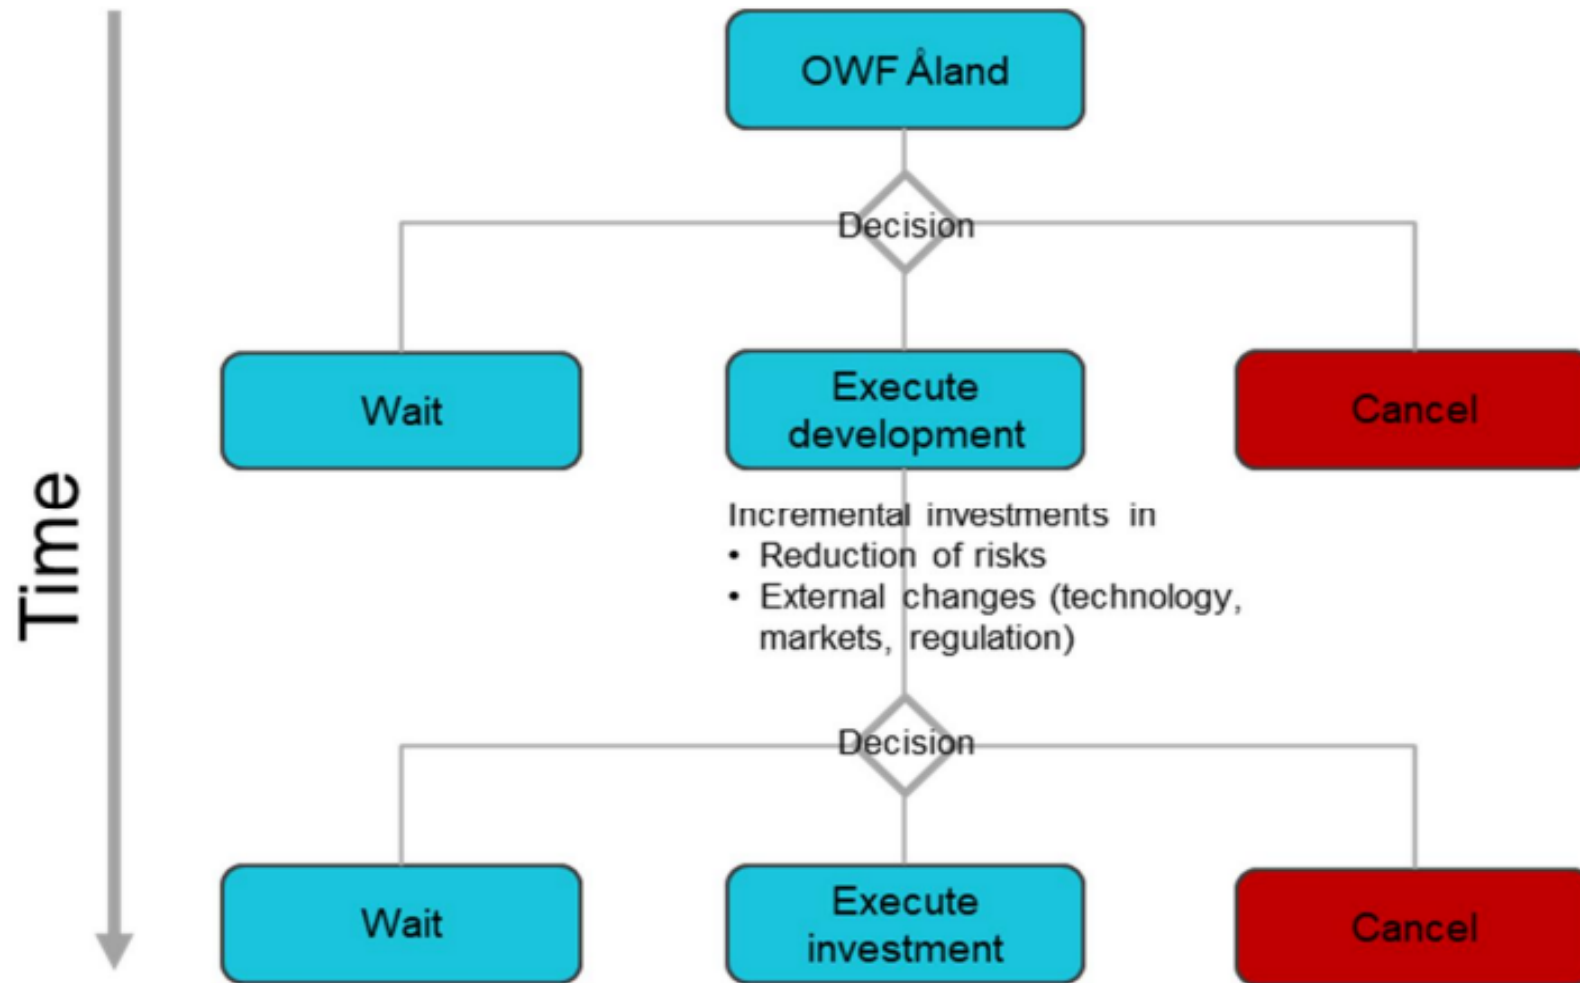 OWF Åland
Decision
Wait
Execute
development
Cancel
Time
Incremental investments in
• Reduction of risks
• External changes (technology,
markets, regulation)
Decision
Wait
Execute
investment
Cancel